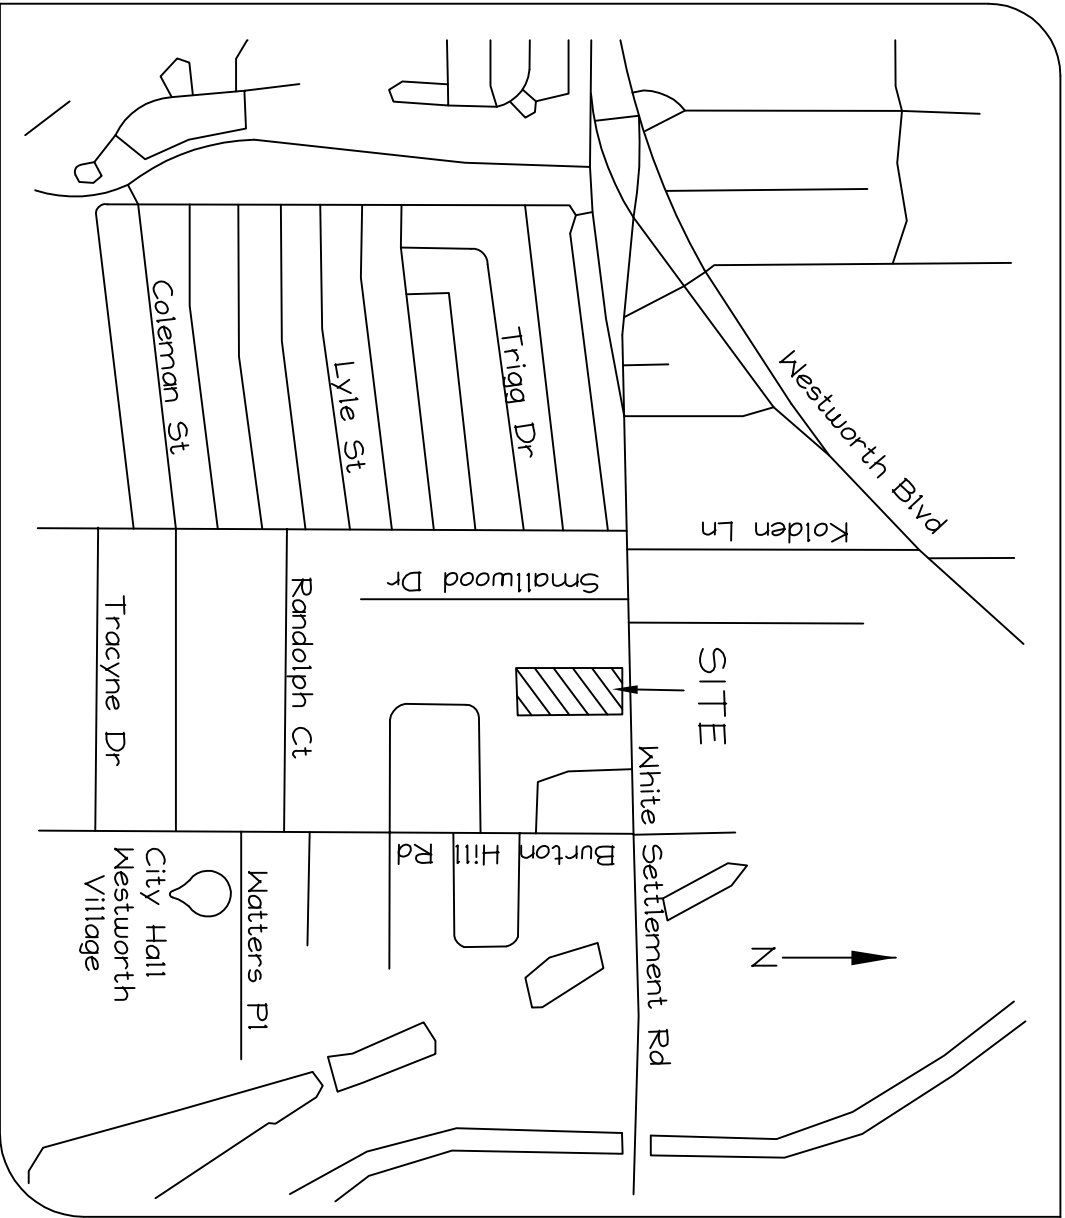 Westworth Blvd
Kolden Ln
Trigg Dr
Lyle St
Coleman St
Smallwood Dr
SITE
Randolph Ct
Tracyne Dr
White Settlement Rd
Burton Hill Rd
N
Watters Pl
City Hall
Westworth
Village